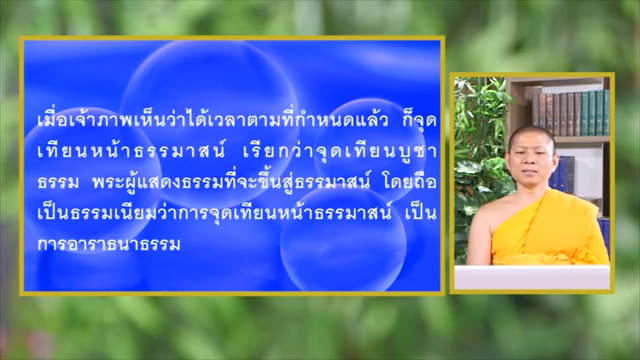 เมื่อเจ้าภาพเห็นว่าได้เวลาตามที่กำหนดแล้ว ก็จุด
เทียนหน้าธรรมาสน์ เรียกว่าจุดเทียนบูชา
ธรรม พระผู้แสดงธรรมที่จะขึ้นสู่ธรรมาสน์ โดยถือ
เป็นธรรมเนียมว่าการจุดเทียนหน้าธรรมาสน์ เป็น
การอาราธนาธรรม